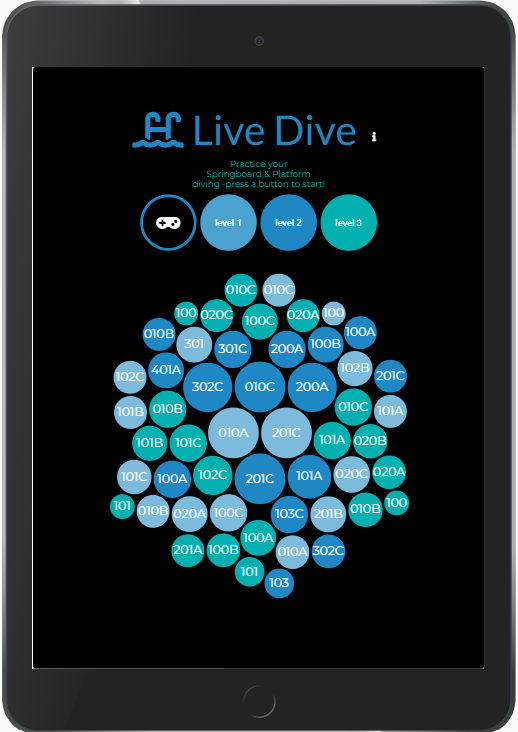 Live Dive
i
Practice your
Springboard & Platform
diving -press a button to start!
level 1
level 2
level 3
010C
010C
100
020C
100C
020A
100
010B
301
301C
200A
100B
100A
102C
401A
302C
010C
200A
102B
201C
101B
010B
010A
201C
010C
101A
101B
101C
101A
020B
101C
100A
102C
201C
101A
020C
020A
101
010B
020A
100C
103C
201B
010B
100
201A
100B
100A
010A
302C
101
103